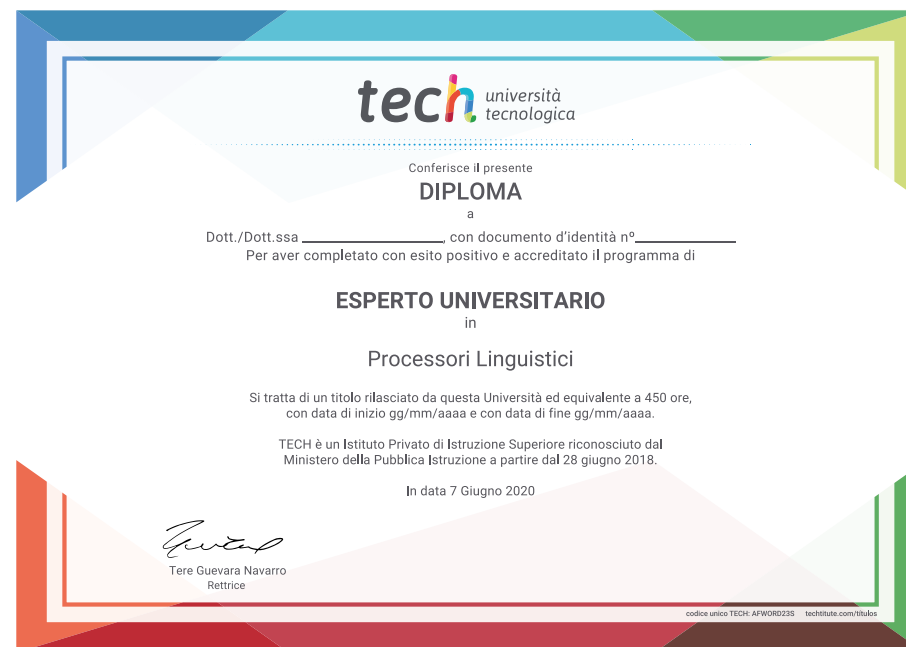 tech università
tecnologica
Conferisce il presente
DIPLOMA
a
Dott./Dott.ssa ________________, con documento d'identità nº____________
Per aver completato con esito positivo e accreditato il programma di
ESPERTO UNIVERSITARIO
in
Processori Linguistici
Si tratta di un titolo rilasciato da questa Università ed equivalente a 450 ore,
con data di inizio gg/mm/aaaa e con data di fine gg/mm/aaaa.
TECH è un Istituto Privato di Istruzione Superiore riconosciuto dal
Ministero della Pubblica Istruzione a partire dal 28 giugno 2018.
In data 7 Giugno 2020
Tere Guevara Navarro
Rettrice
codice unico TECH: AFWORD23S techtitute.com/titulos